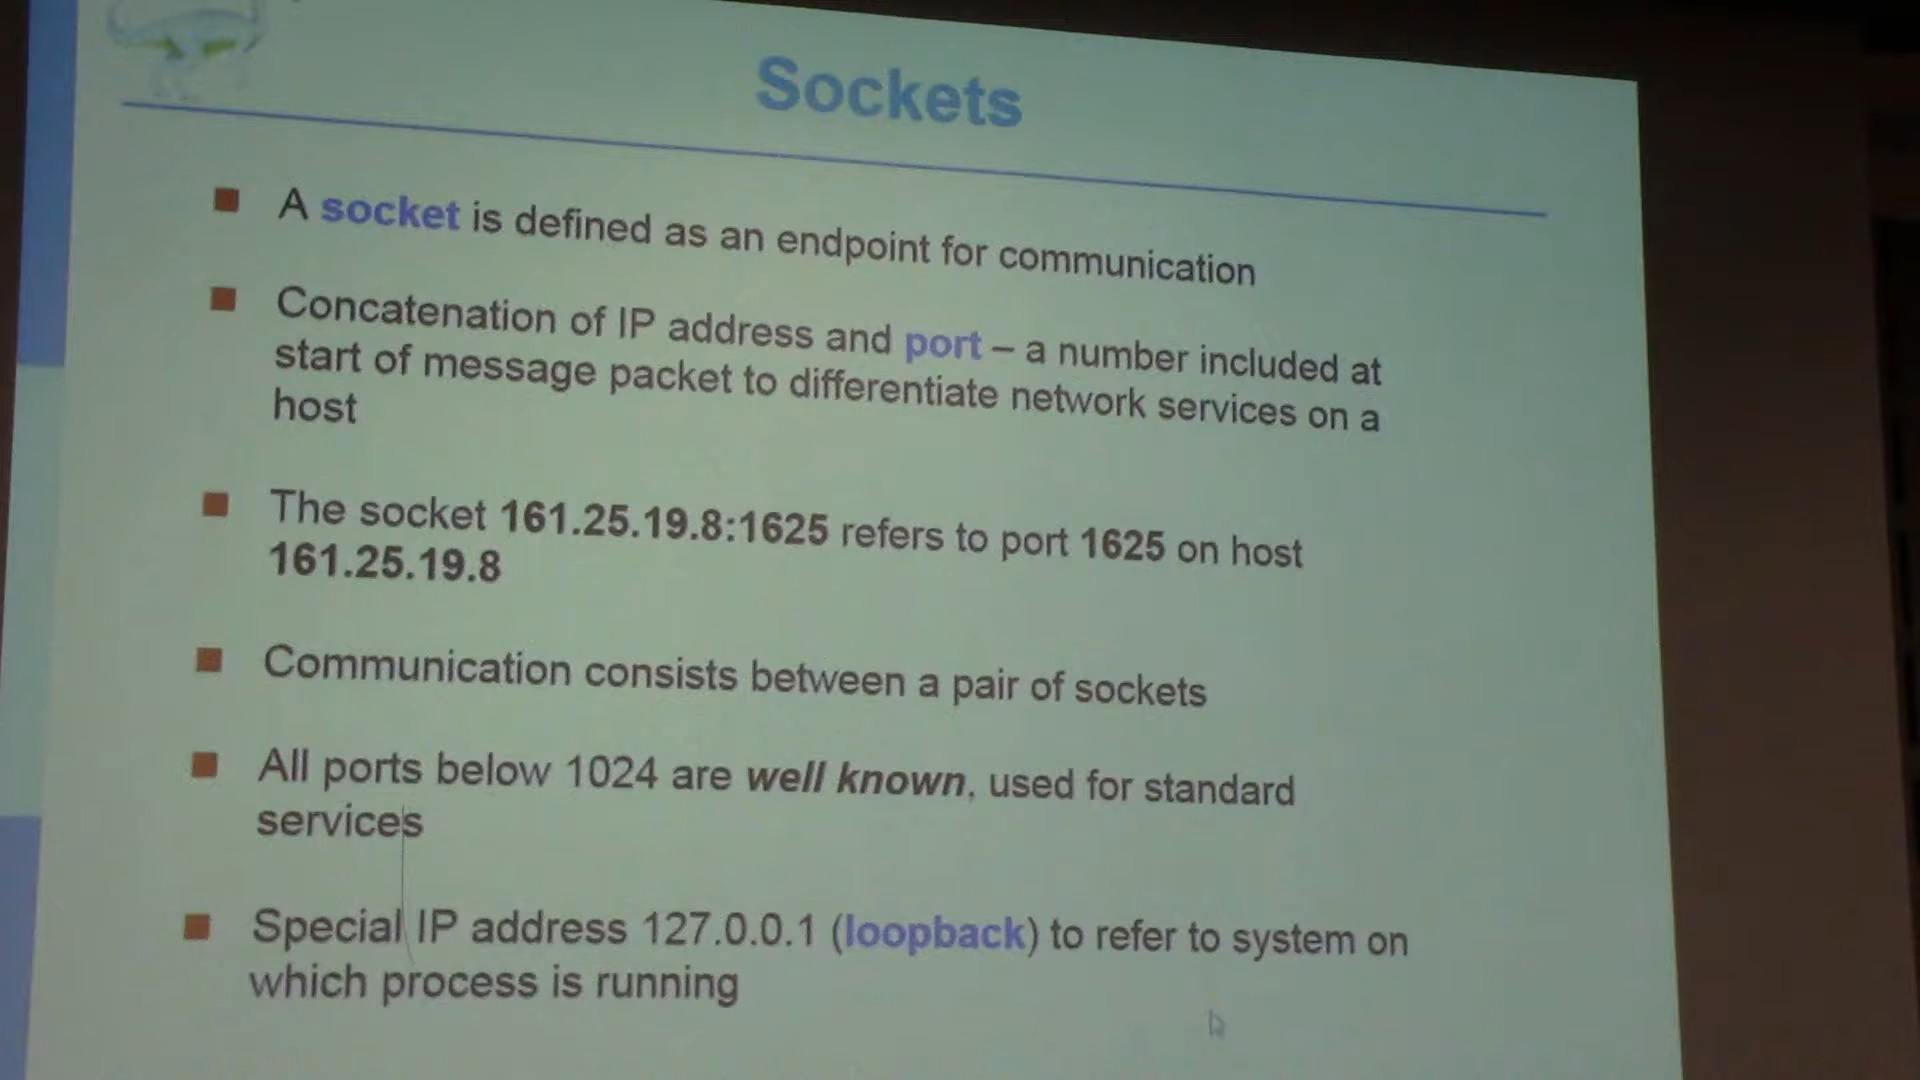 Sockets
A socket is defined as an endpoint for communication
Concatenation of IP address and port – a number included at
start of message packet to differentiate network services on a
host
The socket 161.25.19.8:1625 refers to port 1625 on host
161.25.19.8
Communication consists between a pair of sockets
All ports below 1024 are well known, used for standard
services
Special IP address 127.0.0.1 (loopback) to refer to system on
which process is running